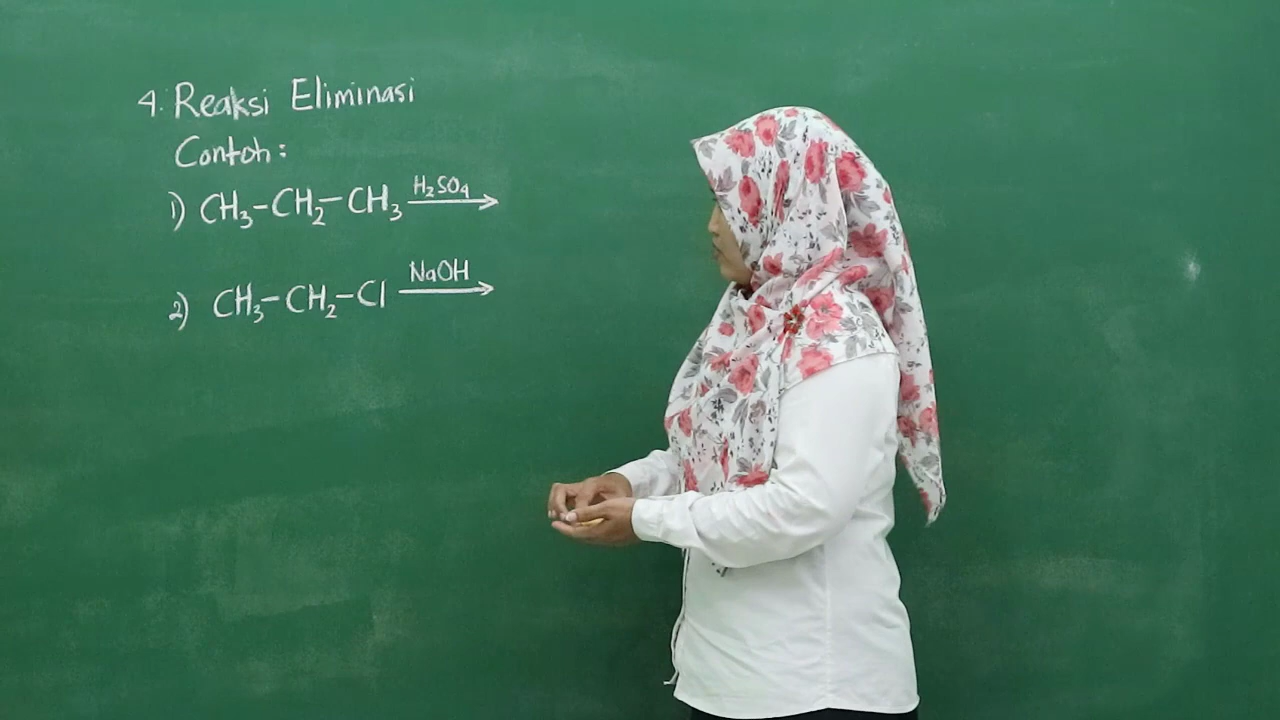 4. Reaksi Eliminasi
Contoh :
1) CH₃-CH₂-CH₃ H₂SO₄ →
2) CH₃-CH₂-Cl NaOH →